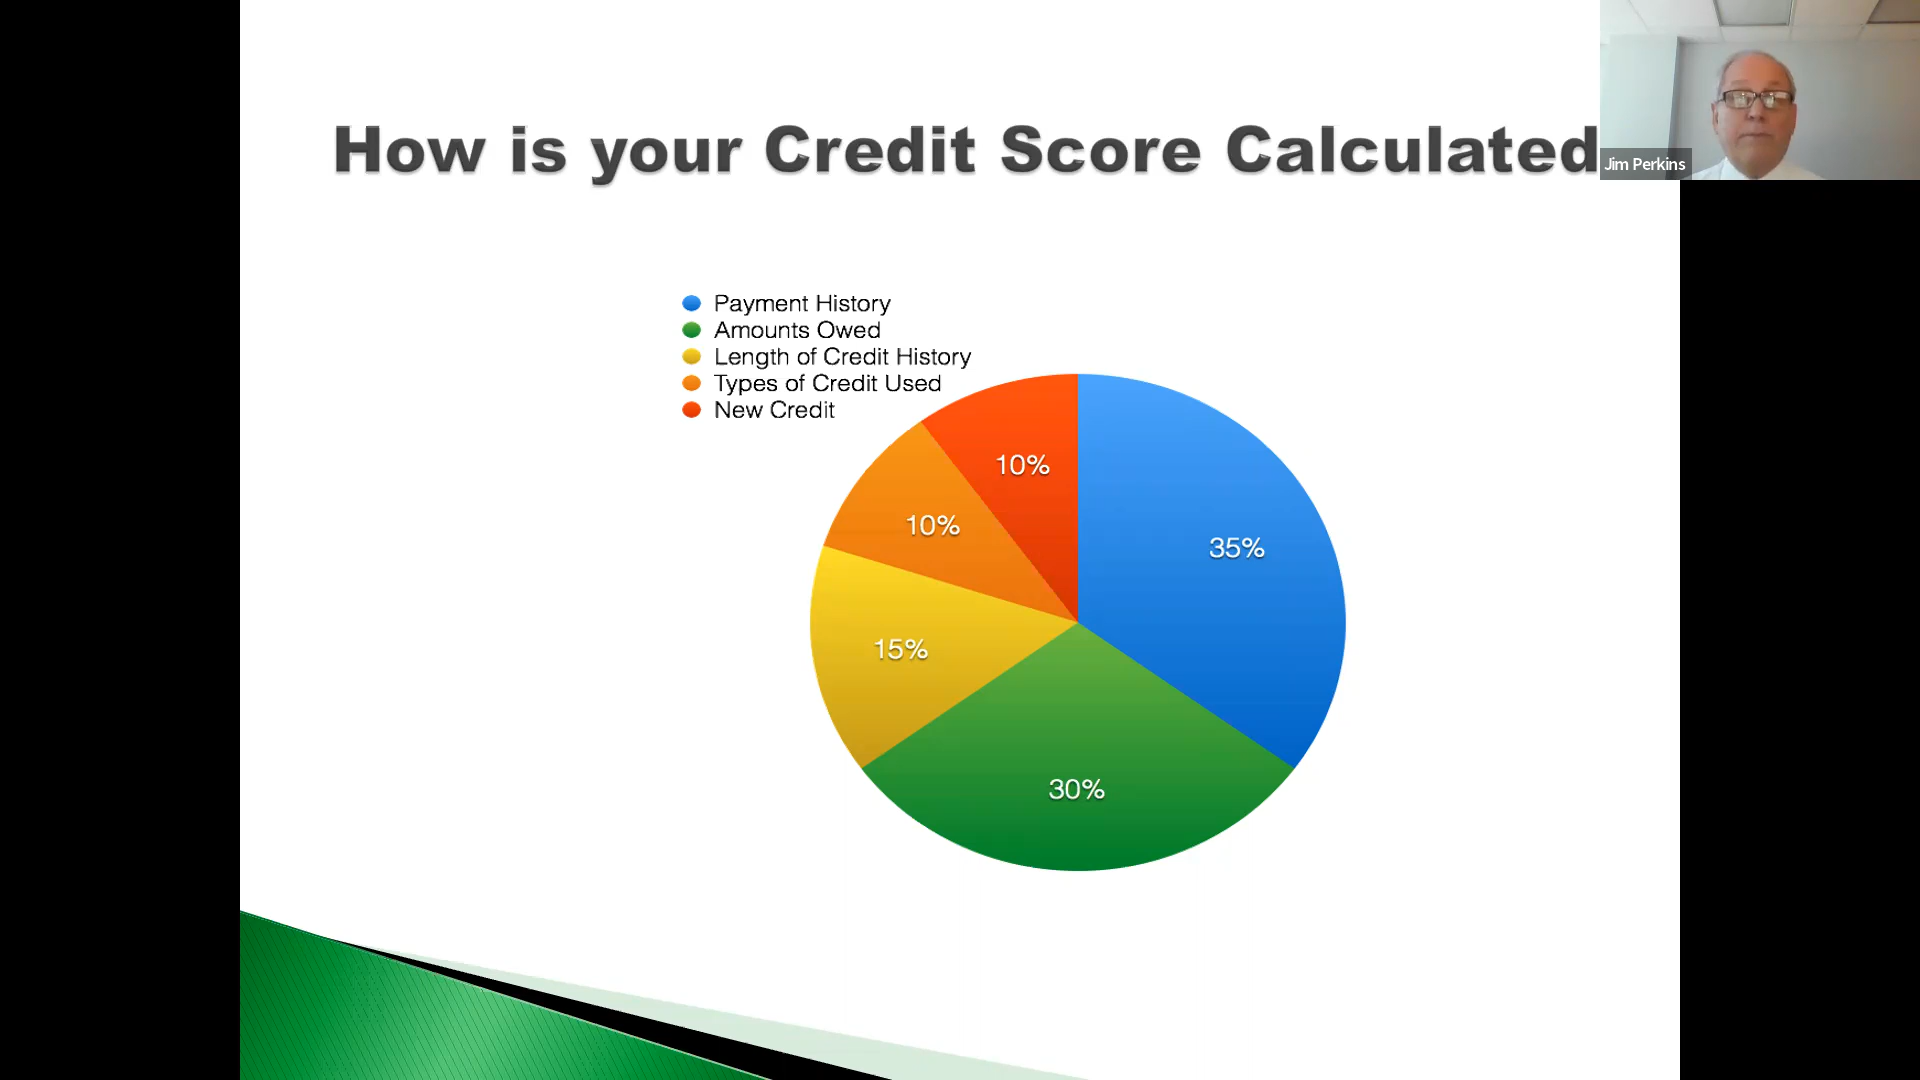 How is your Credit Score Calculated
Jim Perkins
Payment History
Amounts Owed
Length of Credit History
Types of Credit Used
New Credit
10%
10%
35%
15%
30%